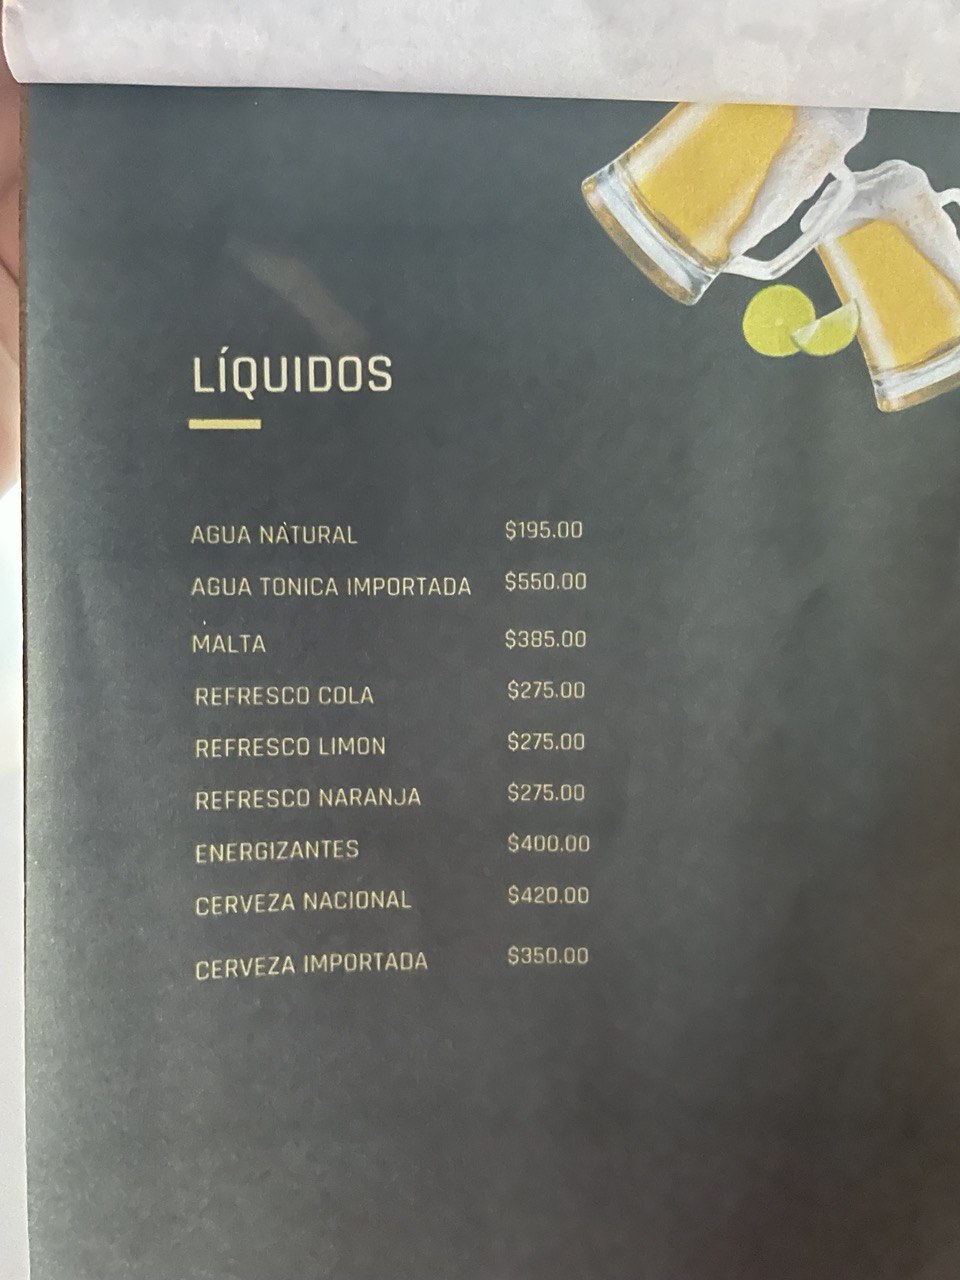 LÍQUIDOS
AGUA NATURAL $195.00
AGUA TONICA IMPORTADA $550.00
MALTA $385.00
REFRESCO COLA $275.00
REFRESCO LIMON $275.00
REFRESCO NARANJA $275.00
ENERGIZANTES $400.00
CERVEZA NACIONAL $420.00
CERVEZA IMPORTADA $350.00